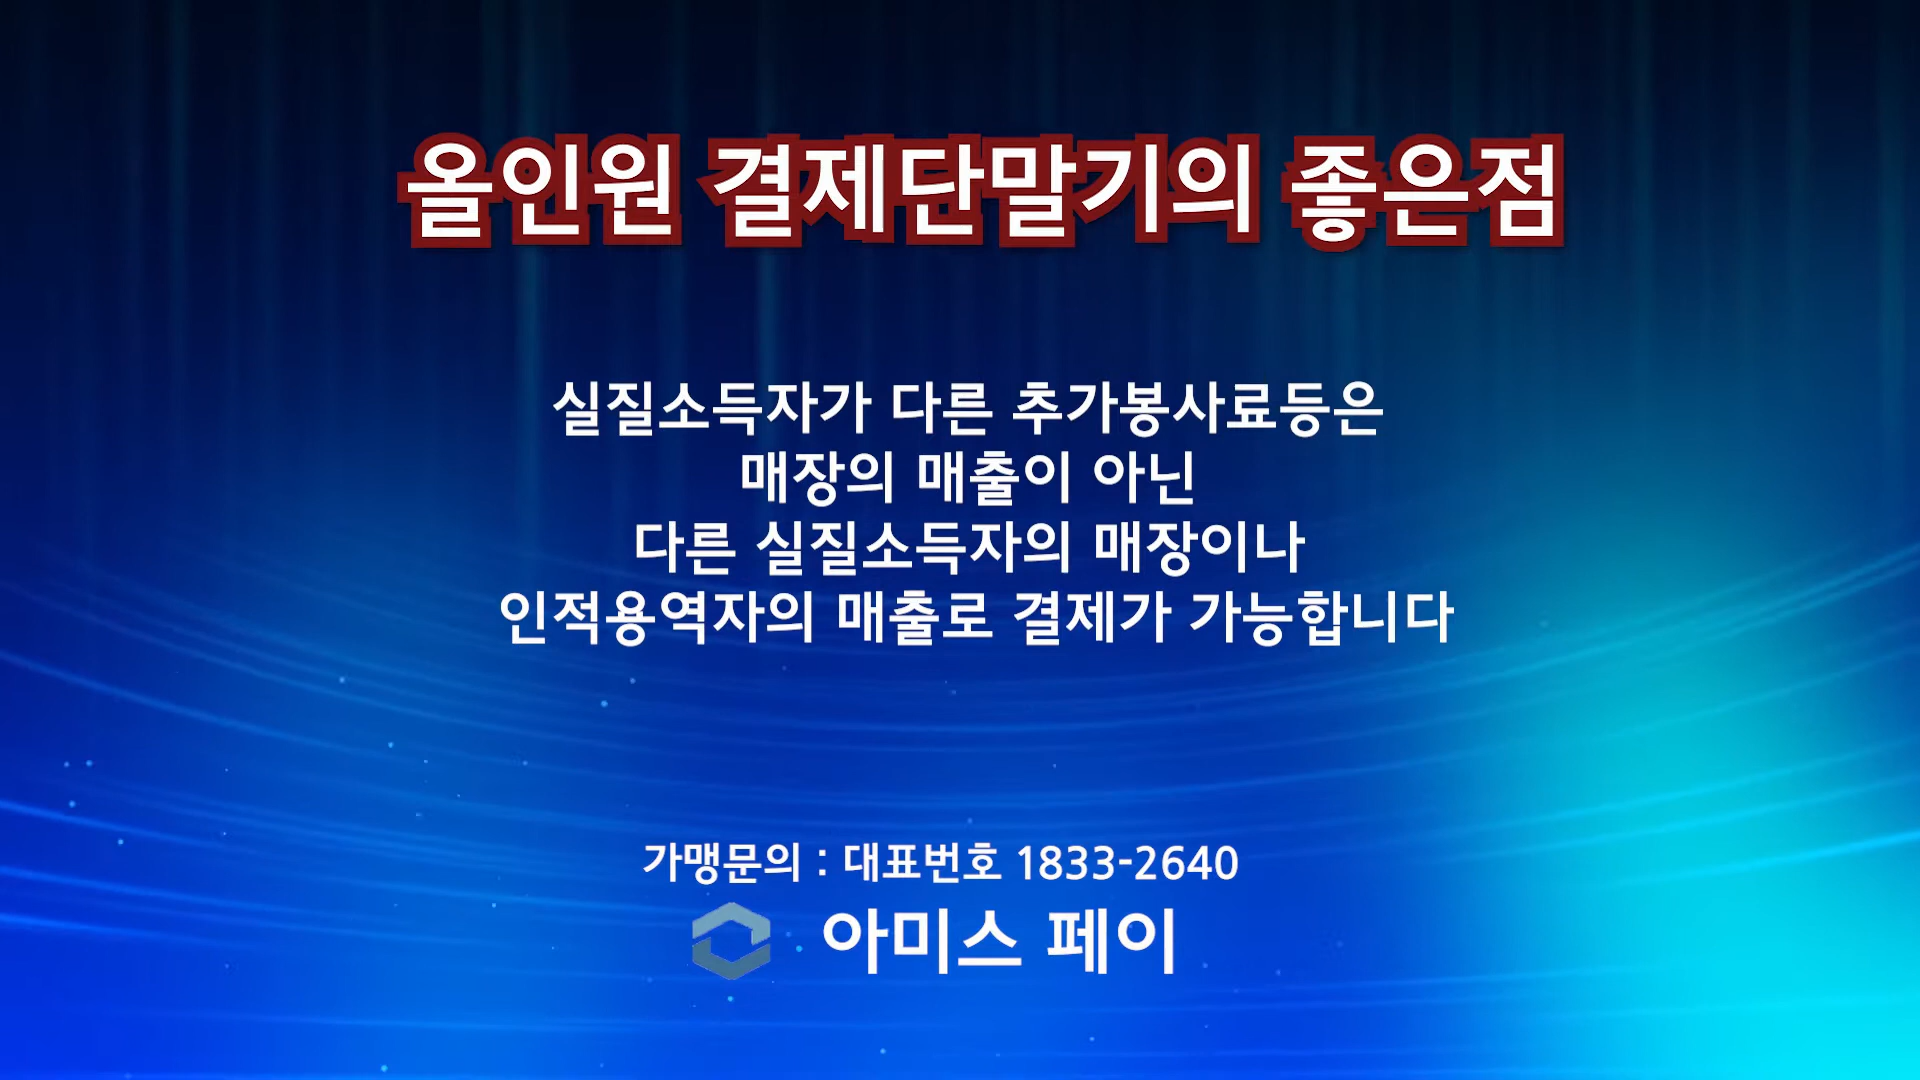 올인원 결제단말기의 좋은점
실질소득자가 다른 추가봉사료등은
매장의 매출이 아닌
다른 실질소득자의 매장이나
인적용역자의 매출로 결제가 가능합니다
가맹문의 : 대표번호 1833-2640
아미스 페이